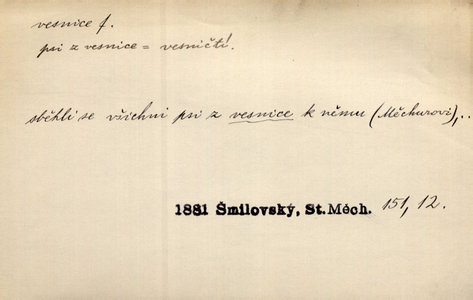 vesnice f.
psi z vesnice = vesničtí.
sběhli se všichni psi z vesnice k němu (Měchurovi),..
1881 Šmilovský, St. Měch. 151, 12.